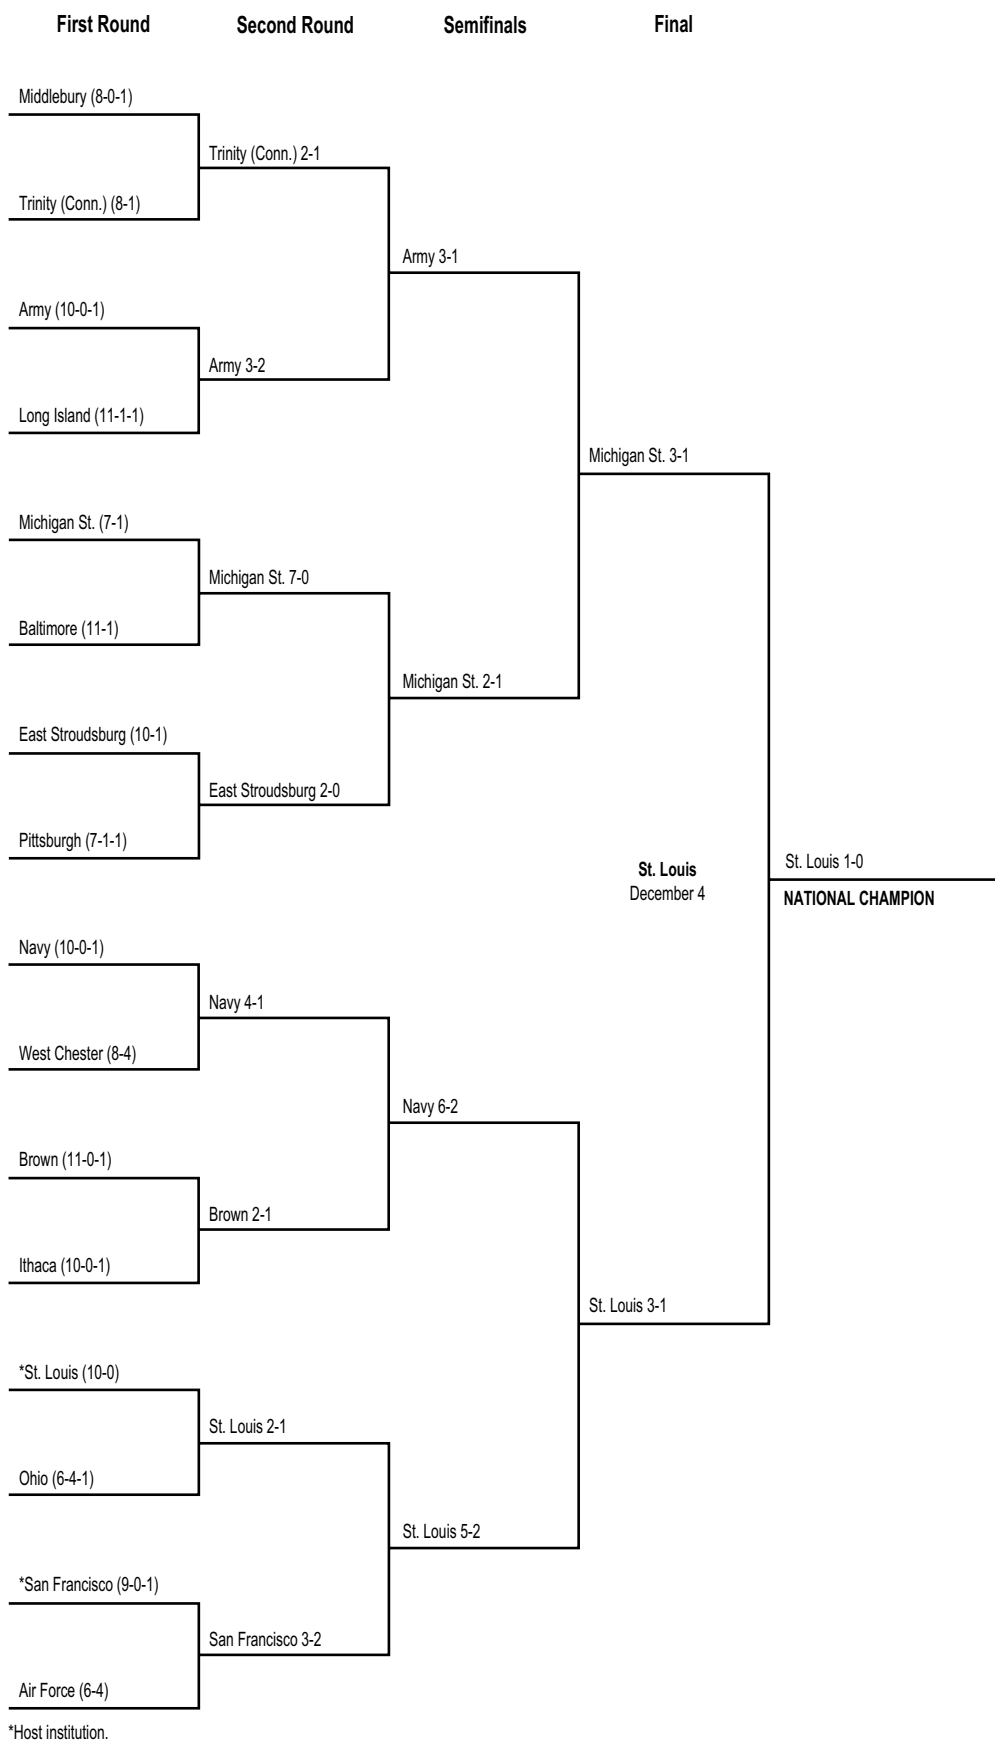 First Round
Second Round
Semifinals
Final
Middlebury (8-0-1)
Trinity (Conn.) 2-1
Trinity (Conn.) (8-1)
Army 3-1
Army (10-0-1)
Army 3-2
Long Island (11-1-1)
Michigan St. 3-1
Michigan St. (7-1)
Michigan St. 7-0
Baltimore (11-1)
Michigan St. 2-1
East Stroudsburg (10-1)
East Stroudsburg 2-0
Pittsburgh (7-1-1)
St. Louis
December 4
St. Louis 1-0
NATIONAL CHAMPION
Navy (10-0-1)
Navy 4-1
West Chester (8-4)
Navy 6-2
Brown (11-0-1)
Brown 2-1
Ithaca (10-0-1)
St. Louis 3-1
*St. Louis (10-0)
St. Louis 2-1
Ohio (6-4-1)
St. Louis 5-2
*San Francisco (9-0-1)
San Francisco 3-2
Air Force (6-4)
*Host institution.